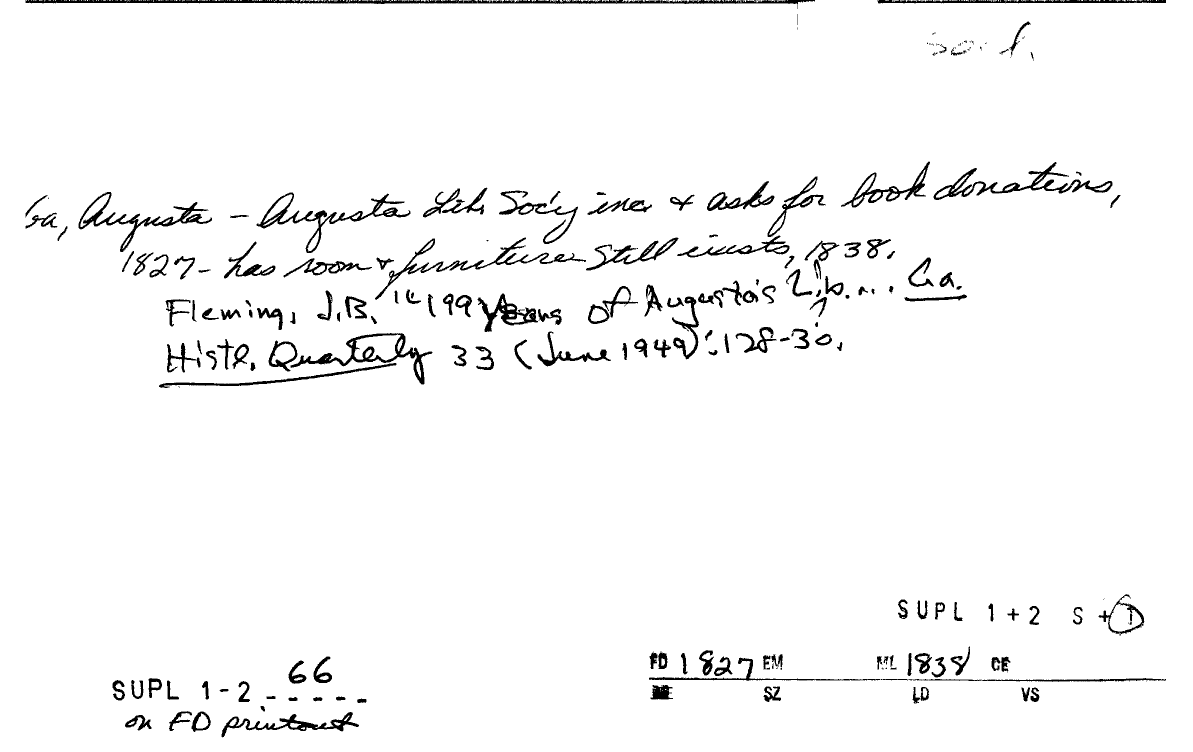 soc. l.
Ga, Augusta - Augusta Lib. Soc'y inc & asks for book donations,
1827 - has room & furniture. Still exists, 1838.
Fleming, J.B. "199 Years of Augusta's Lib... Ga.
Histl. Quarterly 33 (June 1949): 128-30.
SUPL 1+2 S+T
66
FD 1827 EM ML 1838 CE
SUPL 1-2 - - - - -
SZ LD VS
on FD printout